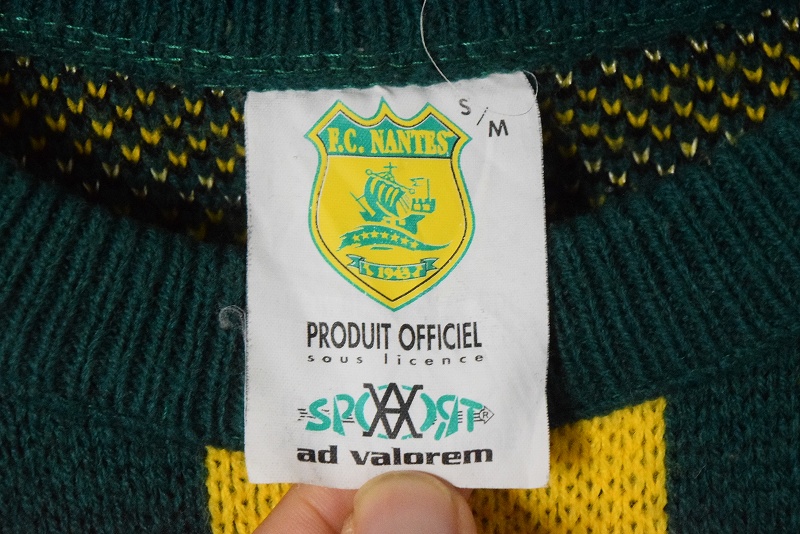 S/M
F.C. NANTES
1943
PRODUIT OFFICIEL
sous licence
SPORT
®
ad valorem